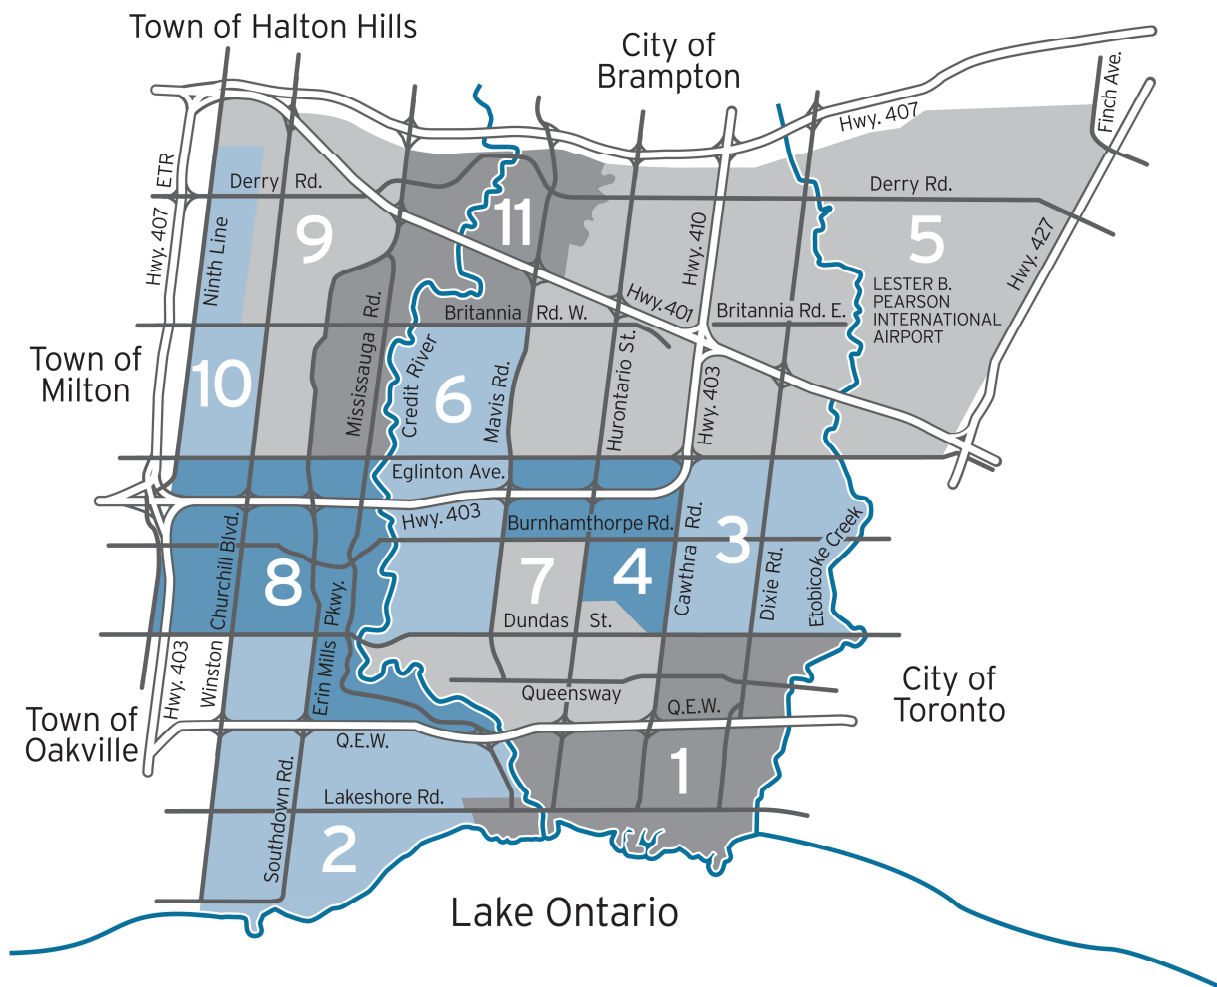 Town of Halton Hills
City of
Brampton
Finch Ave.
Hwy. 407
ETR
Derry Rd.
Derry Rd.
11
9
5
Hwy. 407
Ninth Line
Hwy. 410
Hwy. 427
LESTER B.
PEARSON
INTERNATIONAL
AIRPORT
Hwy. 401
Britannia Rd. W.
Britannia Rd. E.
Mississauga Rd.
Credit River
Town of
Milton
10
6
Mavis Rd.
Hurontario St.
Hwy. 403
Eglinton Ave.
Hwy. 403
Burnhamthorpe Rd.
Cawthra Rd.
3
Winston Churchill Blvd.
8
7
4
Dixie Rd.
Etobicoke Creek
Erin Mills Pkwy.
Dundas St.
Hwy. 403
City of
Toronto
Queensway
Q.E.W.
Town of
Oakville
Q.E.W.
1
Southdown Rd.
Lakeshore Rd.
2
Lake Ontario